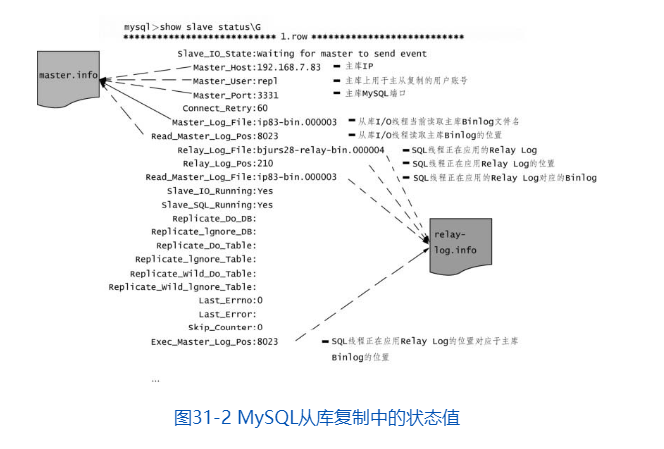 mysql>show slave status\G
*************************** 1.row ***************************
Slave_IO_State:waiting for master to send event
master.info
Master_Host:192.168.7.83 - 主库IP
Master_User:repl - 主库上用于主从复制的用户账号
Master_Port:3331 - 主库MySQL端口
Connect_Retry:60
Master_Log_File:ip83-bin.000003 - 从库I/O线程当前读取主库Binlog文件名
Read_Master_Log_Pos:8023 - 从库I/O线程读取主库Binlog的位置
Relay_Log_File:bjurs28-relay-bin.000004 - SQL线程正在应用的Relay Log
Relay_Log_Pos:210 - SQL线程正在应用Relay Log的位置
Read_Master_Log_File:ip83-bin.000003 - SQL线程正在应用的Relay Log对应的Binlog
Slave_IO_Running:Yes
Slave_SQL_Running:Yes
Replicate_Do_DB:
Replicate_lgnore_DB:
Replicate_Do_Table:
Replicate_lgnore_Table:
Replicate_Wild_Do_Table:
Replicate_Wild_lgnore_Table:
relay-
log.info
Last_Errno:0
Last_Error:
Skip_Counter:0
Exec_Master_Log_Pos:8023 - SQL线程正在应用Relay Log的位置对应于主库
Binlog的位置
...
图31-2 MySQL从库复制中的状态值